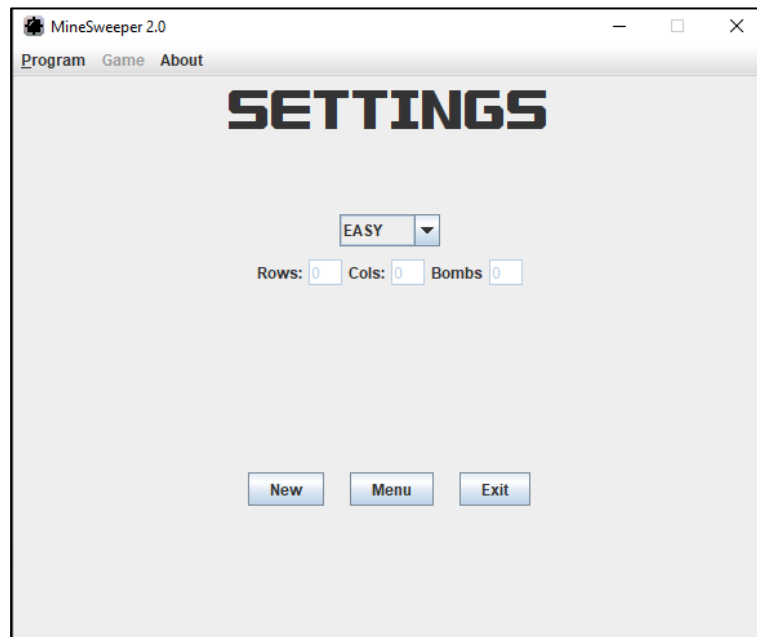 MineSweeper 2.0
Program Game About
SETTINGS
EASY
Rows: 0 Cols: 0 Bombs 0
New Menu Exit